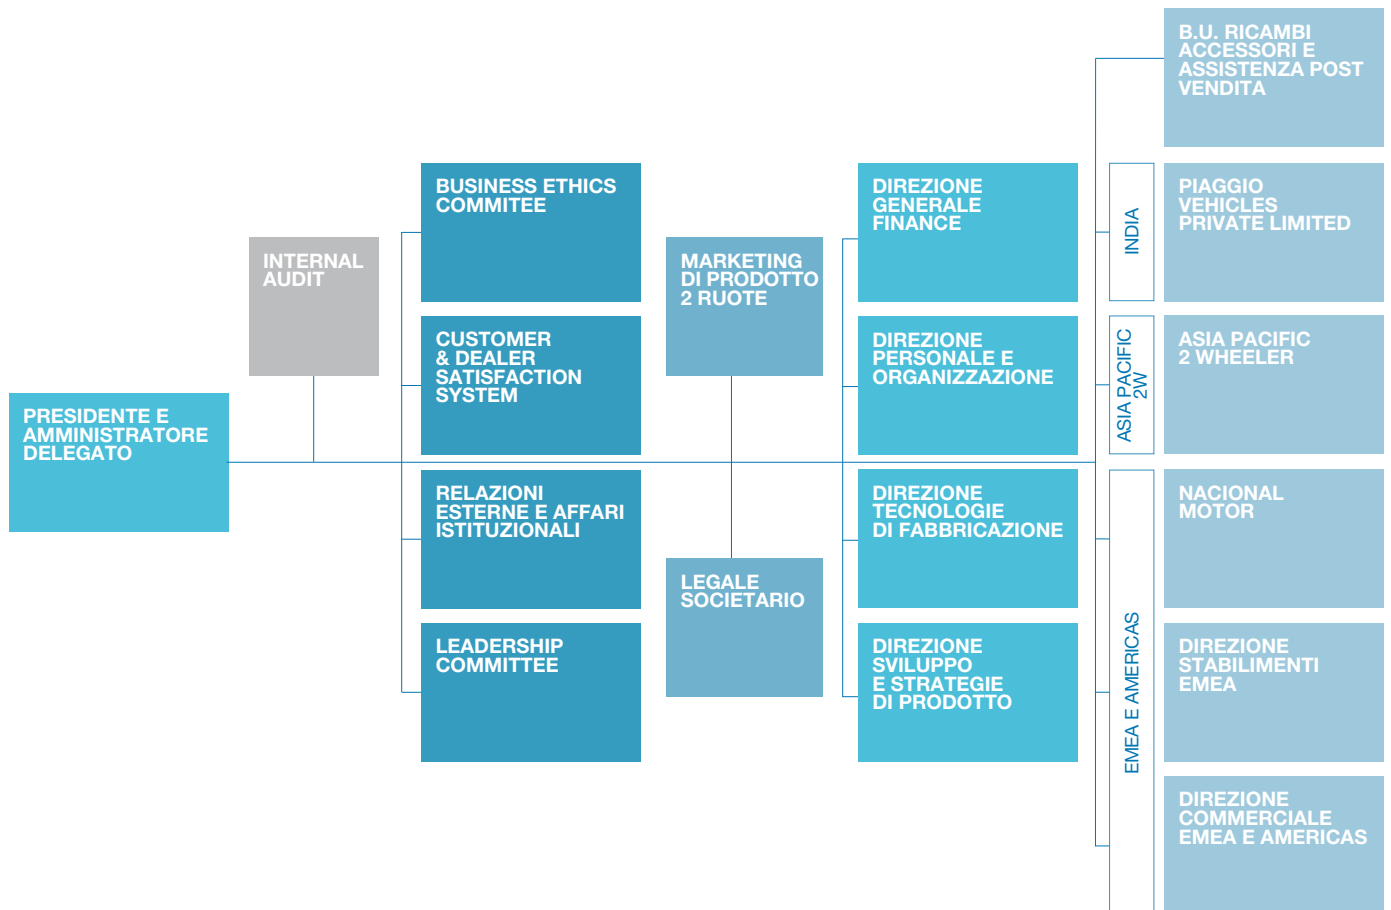 PRESIDENTE E
AMMINISTRATORE
DELEGATO
INTERNAL
AUDIT
BUSINESS ETHICS
COMMITEE
CUSTOMER
& DEALER
SATISFACTION
SYSTEM
RELAZIONI
ESTERNE E AFFARI
ISTITUZIONALI
LEADERSHIP
COMMITTEE
MARKETING
DI PRODOTTO
2 RUOTE
LEGALE
SOCIETARIO
DIREZIONE
GENERALE
FINANCE
DIREZIONE
PERSONALE E
ORGANIZZAZIONE
DIREZIONE
TECNOLOGIE
DI FABBRICAZIONE
DIREZIONE
SVILUPPO
E STRATEGIE
DI PRODOTTO
B.U. RICAMBI
ACCESSORI E
ASSISTENZA POST
VENDITA
INDIA
PIAGGIO
VEHICLES
PRIVATE LIMITED
ASIA PACIFIC
2W
ASIA PACIFIC
2 WHEELER
EMEA E AMERICAS
NACIONAL
MOTOR
DIREZIONE
STABILIMENTI
EMEA
DIREZIONE
COMMERCIALE
EMEA E AMERICAS